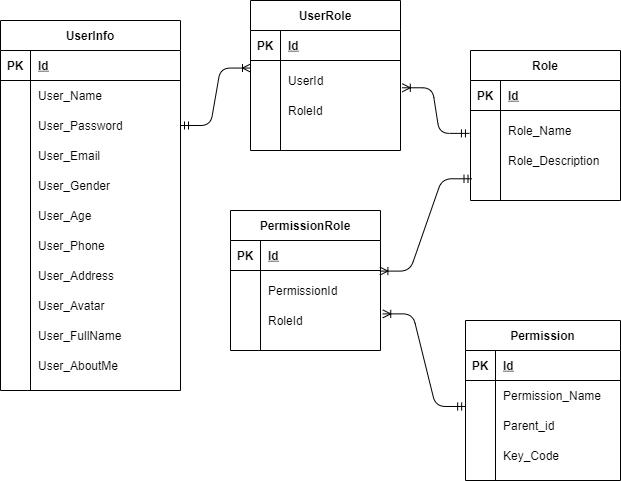 UserInfo
PK Id
User_Name
User_Password
User_Email
User_Gender
User_Age
User_Phone
User_Address
User_Avatar
User_FullName
User_AboutMe
UserRole
PK Id
UserId
RoleId
Role
PK Id
Role_Name
Role_Description
PermissionRole
PK Id
PermissionId
RoleId
Permission
PK Id
Permission_Name
Parent_id
Key_Code